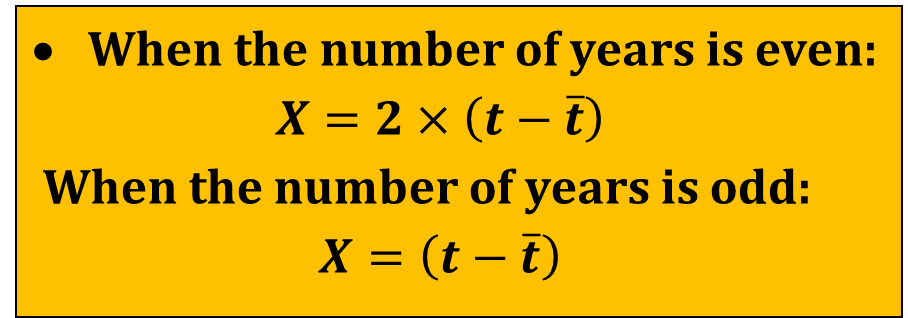 • When the number of years is even:
X = 2 × (t − t̄)
When the number of years is odd:
X = (t − t̄)